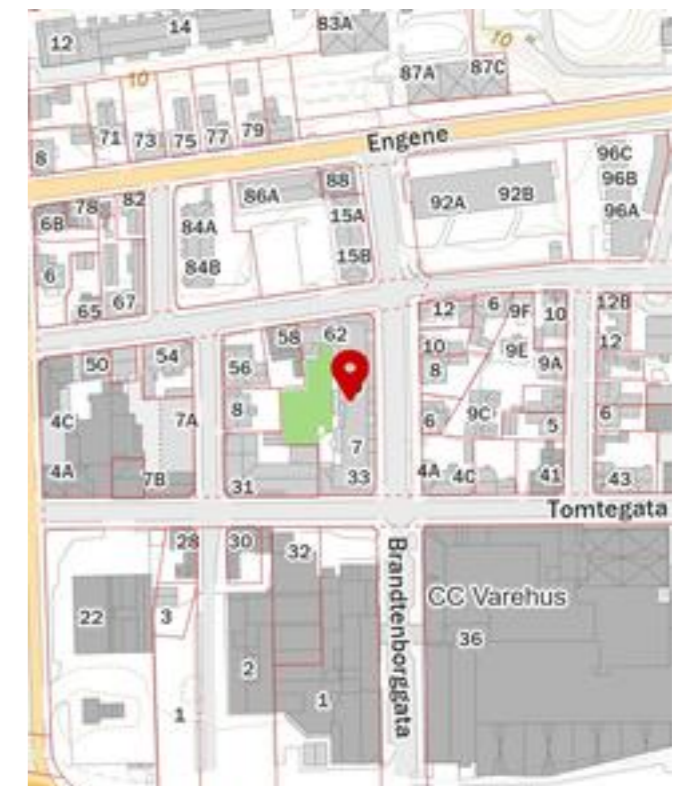 83A
14
12
10
10
87A
87C
71
73
75
77
79
8
Engene
96C
96B
96A
88
86A
92A
92B
82
78
6B
15A
84A
15B
84B
6
67
65
12
6
9F
10
12B
62
58
10
9E
12
50
54
56
8
9A
8
9C
6
4C
7A
6
5
7
4A
7B
31
33
4A
4C
41
43
Tomtegata
28
30
32
Brandtenborggata
CC Varehus
22
3
36
2
1
1